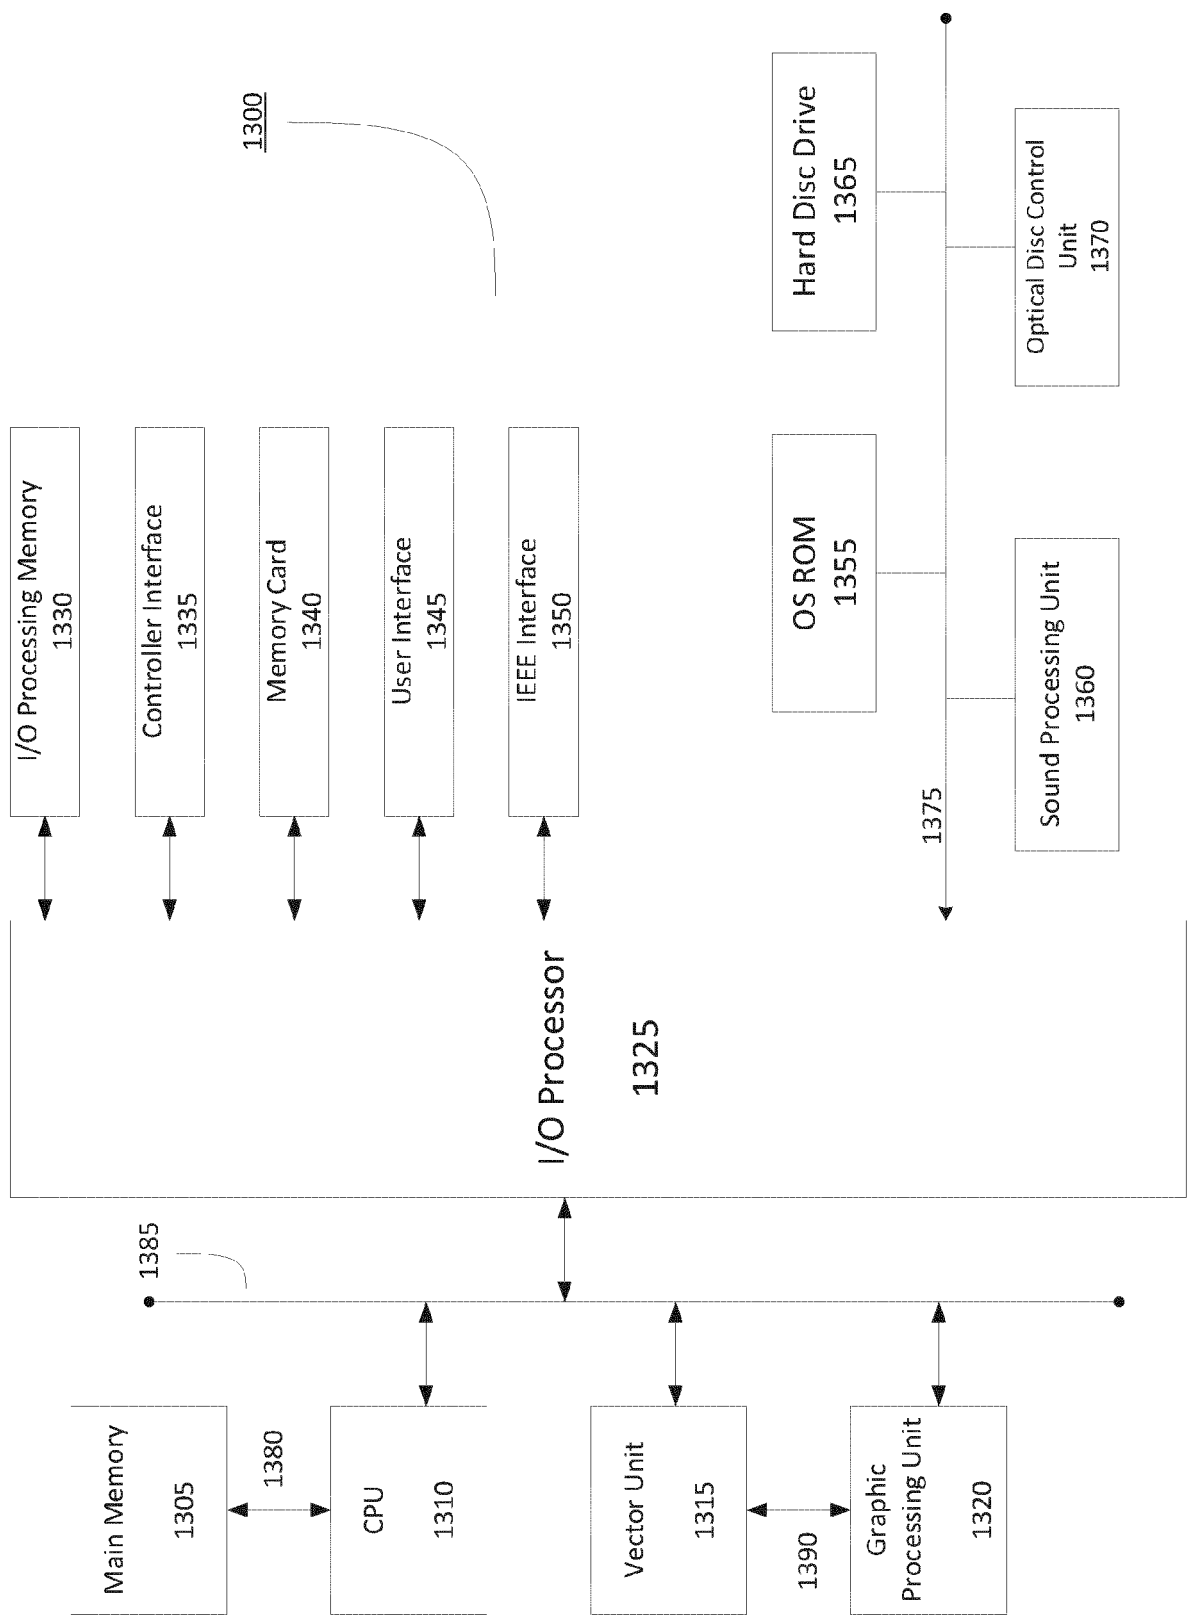 Main Memory
1305
1380
CPU
1310
Vector Unit
1315
1390
Graphic
Processing Unit
1320
1385
I/O Processor
1325
I/O Processing Memory
1330
Controller Interface
1335
Memory Card
1340
User Interface
1345
IEEE Interface
1350
1300
1375
OS ROM
1355
Sound Processing Unit
1360
Hard Disc Drive
1365
Optical Disc Control
Unit
1370